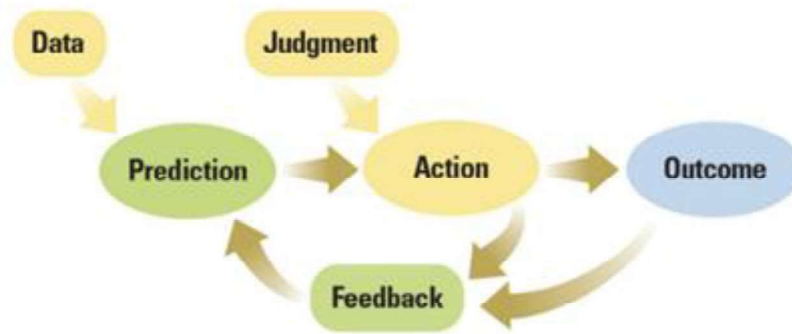 Data
Judgment
Prediction
Action
Outcome
Feedback